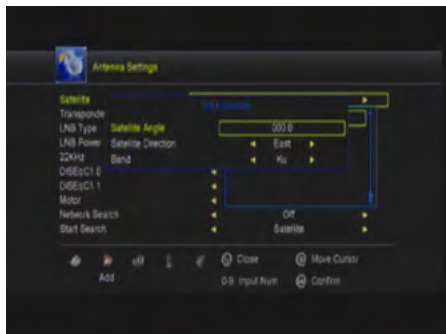 Antenna Settings
Satellite
Transponde
LNB Type
LNB Power
22KHz
DiSEqC1.0
DiSEqC1.1
Motor
Network Search Off
Start Search Satellite
Satellite Angle 000.0
Satellite Direction East
Band Ku
Add
Close Move Cursor
0-9 Input Num Confirm